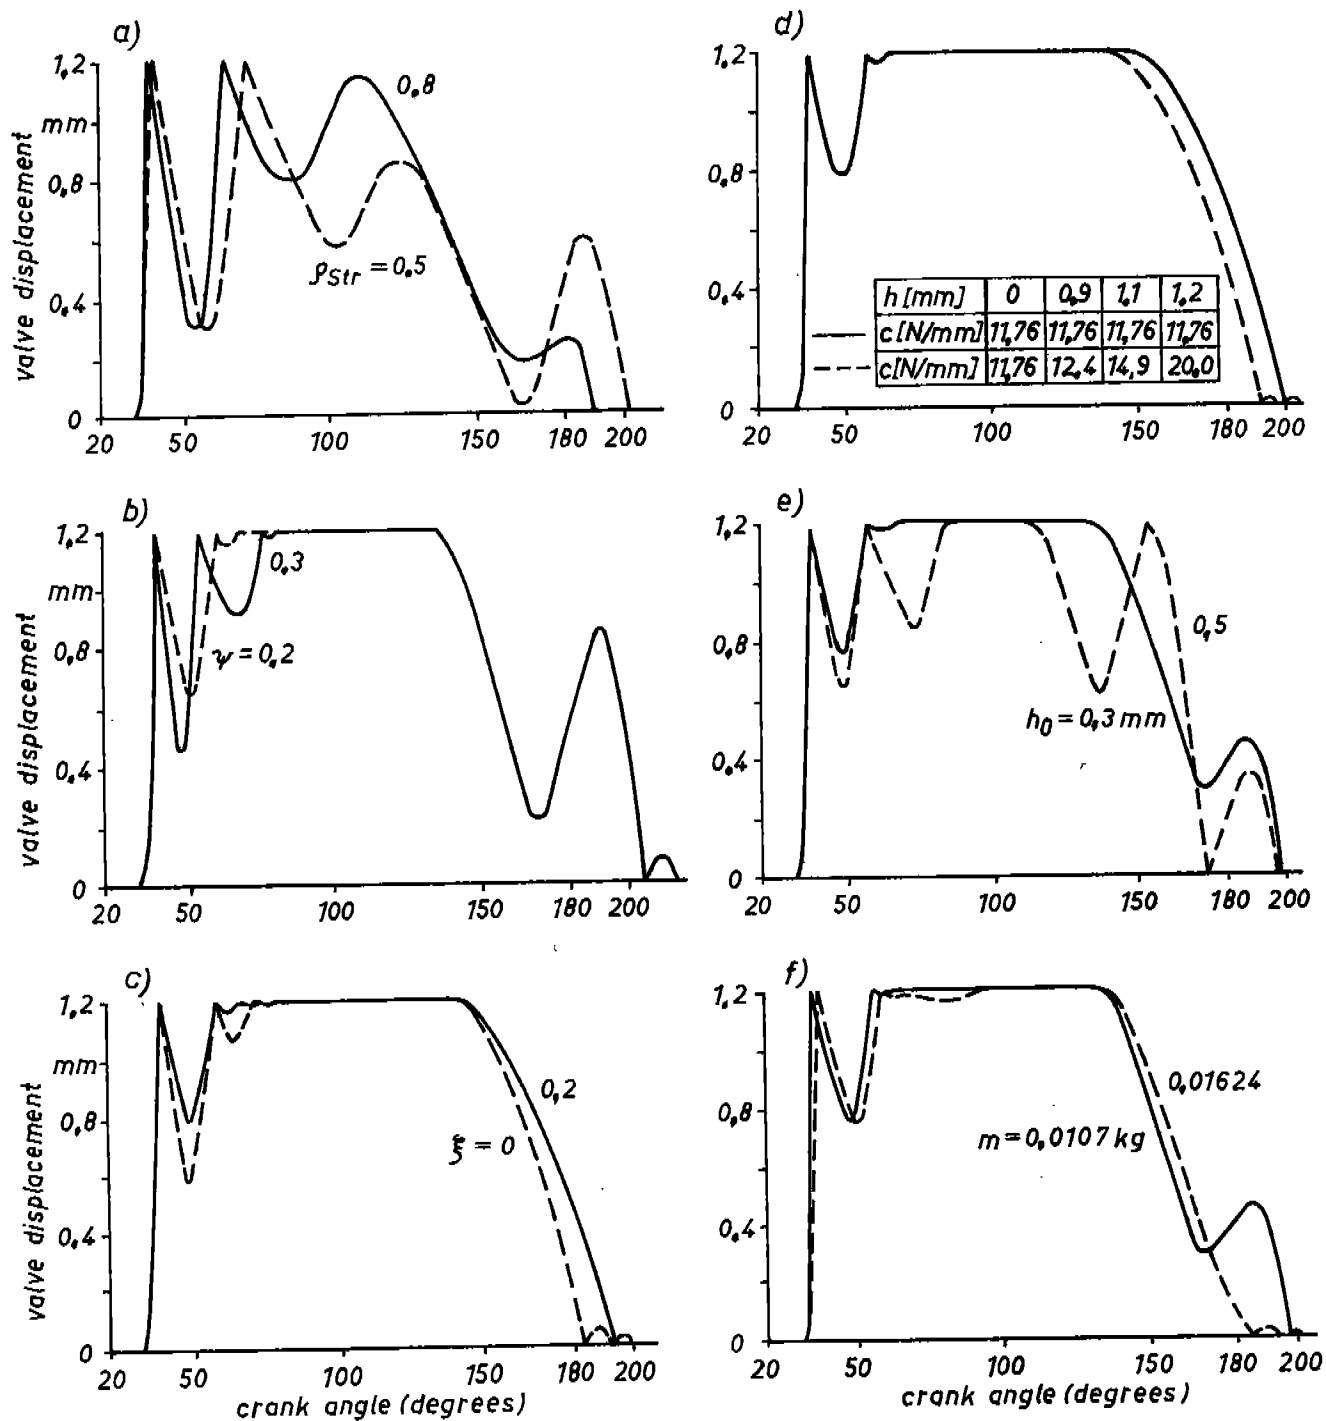 a)
1,2
mm
0,8
0,4
0
valve displacement
0,8
ρStr = 0,5
20 50 100 150 180 200
d)
1,2
0,8
0,4
0
h [mm] 0 0,9 1,1 1,2
c [N/mm] 11,76 11,76 11,76 11,76
c [N/mm] 11,76 12,4 14,9 20,0
20 50 100 150 180 200
b)
1,2
mm
0,8
0,4
0
valve displacement
0,3
ψ = 0,2
20 50 100 150 180 200
e)
1,2
0,8
0,4
0
0,5
h0 = 0,3 mm
20 50 100 150 180 200
c)
1,2
mm
0,8
0,4
0
valve displacement
0,2
ξ = 0
20 50 100 150 180 200
crank angle (degrees)
f)
1,2
0,8
0,4
0
0,01624
m = 0,0107 kg
20 50 100 150 180 200
crank angle (degrees)